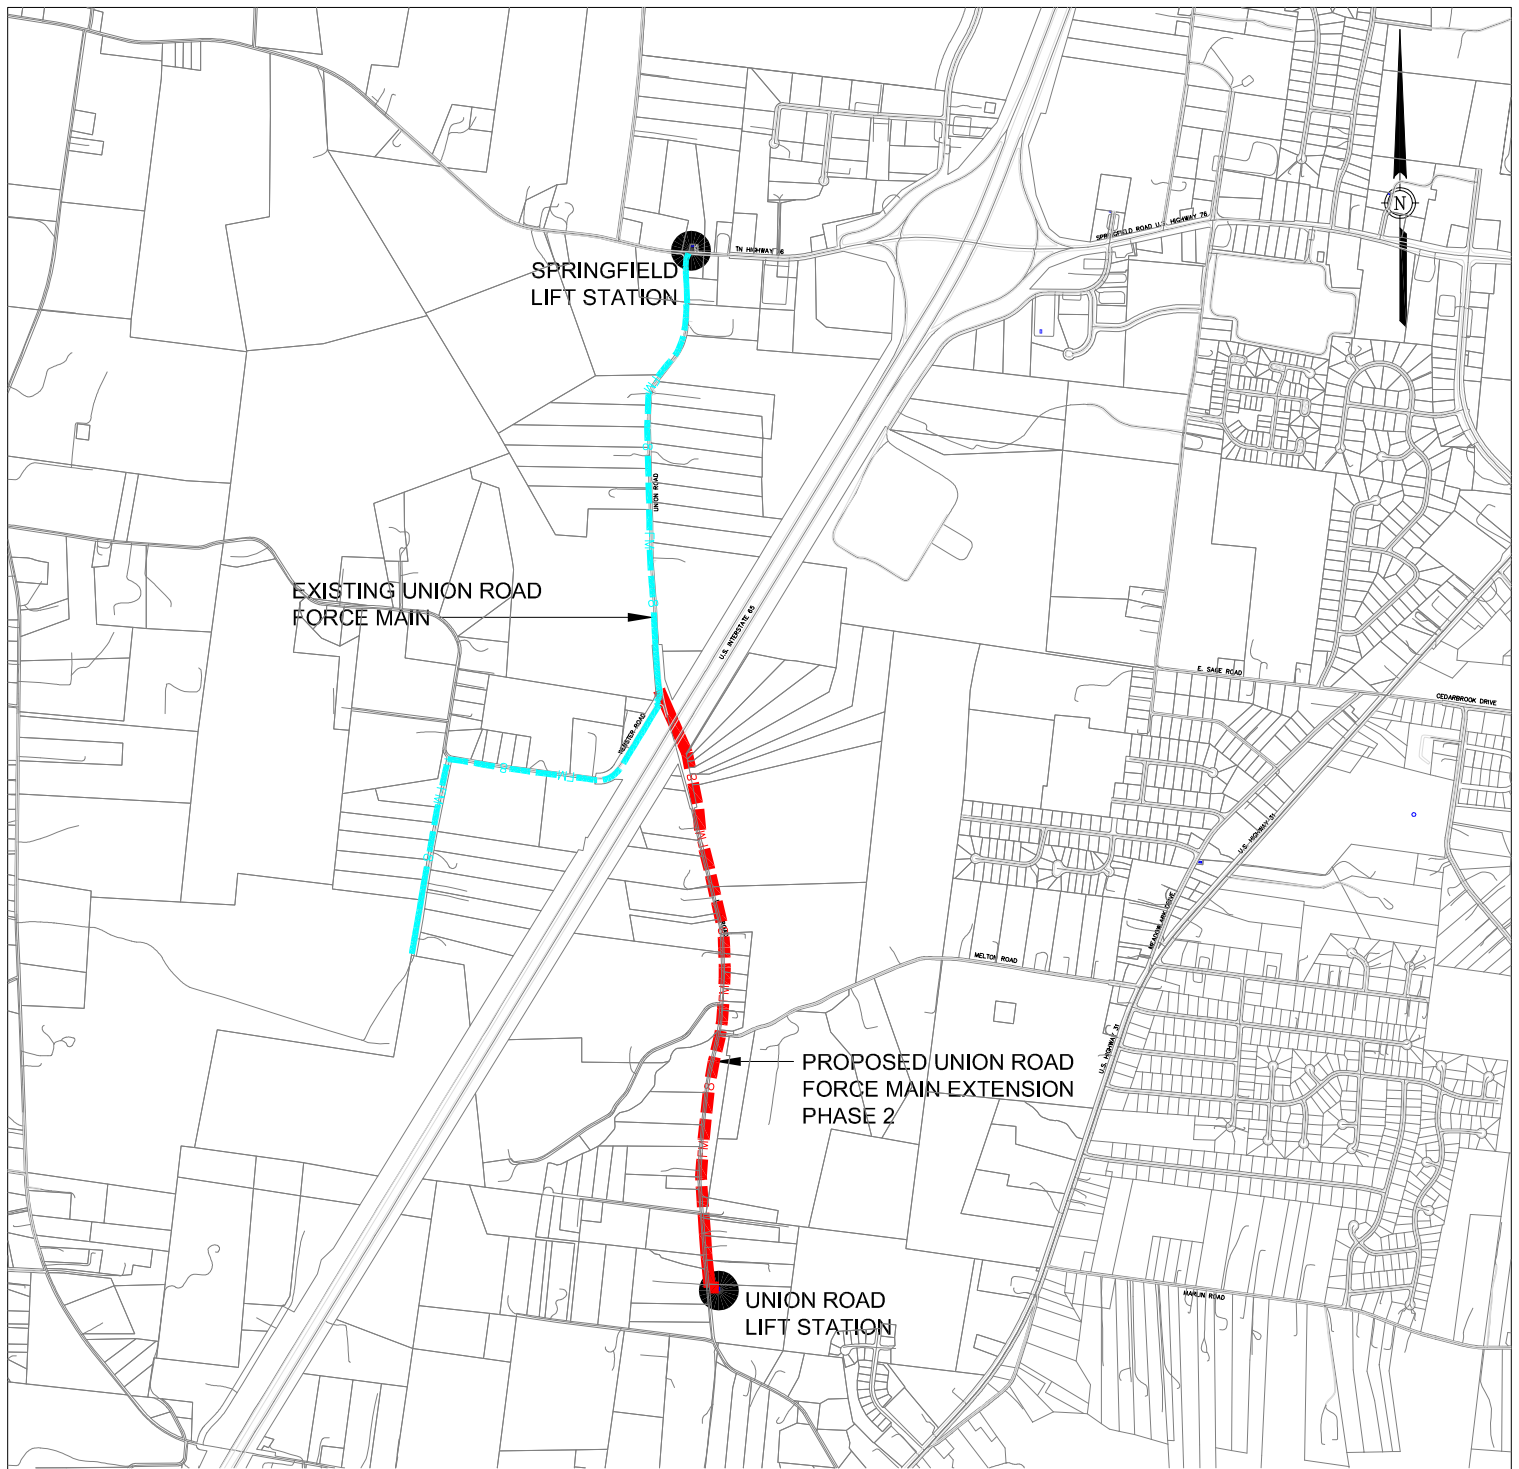 N
SPRINGFIELD ROAD U.S. HIGHWAY 76
SPRINGFIELD
LIFT STATION
UNION ROAD
EXISTING UNION ROAD
FORCE MAIN
U.S. INTERSTATE 65
E. SAGE ROAD
CEDARBROOK DRIVE
U.S. HIGHWAY 31
MELTON ROAD
U.S. HIGHWAY 31
PROPOSED UNION ROAD
FORCE MAIN EXTENSION
PHASE 2
UNION ROAD
LIFT STATION
MARLIN ROAD